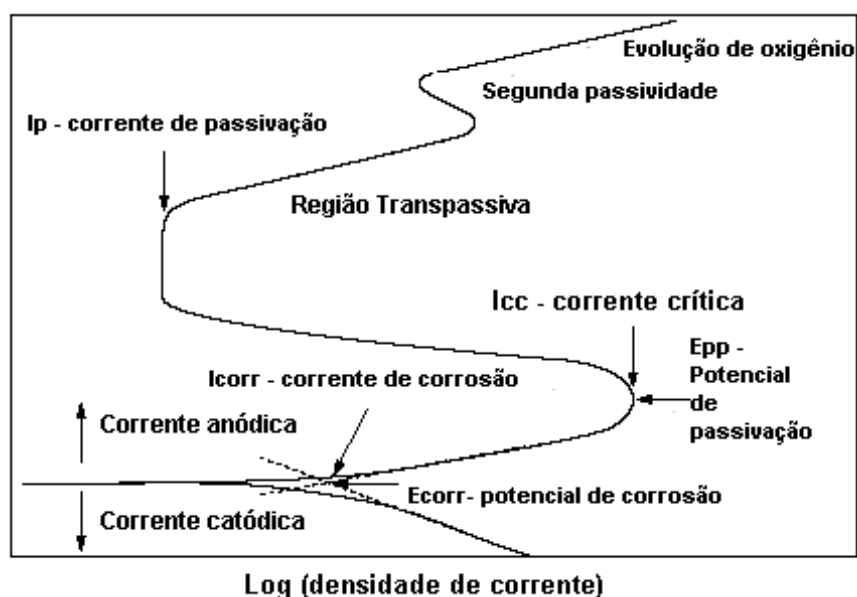 Evolução de oxigênio
Segunda passividade
Ip - corrente de passivação
Região Transpassiva
Icc - corrente crítica
Epp -
Potencial
de
passivação
Icorr - corrente de corrosão
Corrente anódica
Ecorr- potencial de corrosão
Corrente catódica
Log (densidade de corrente)